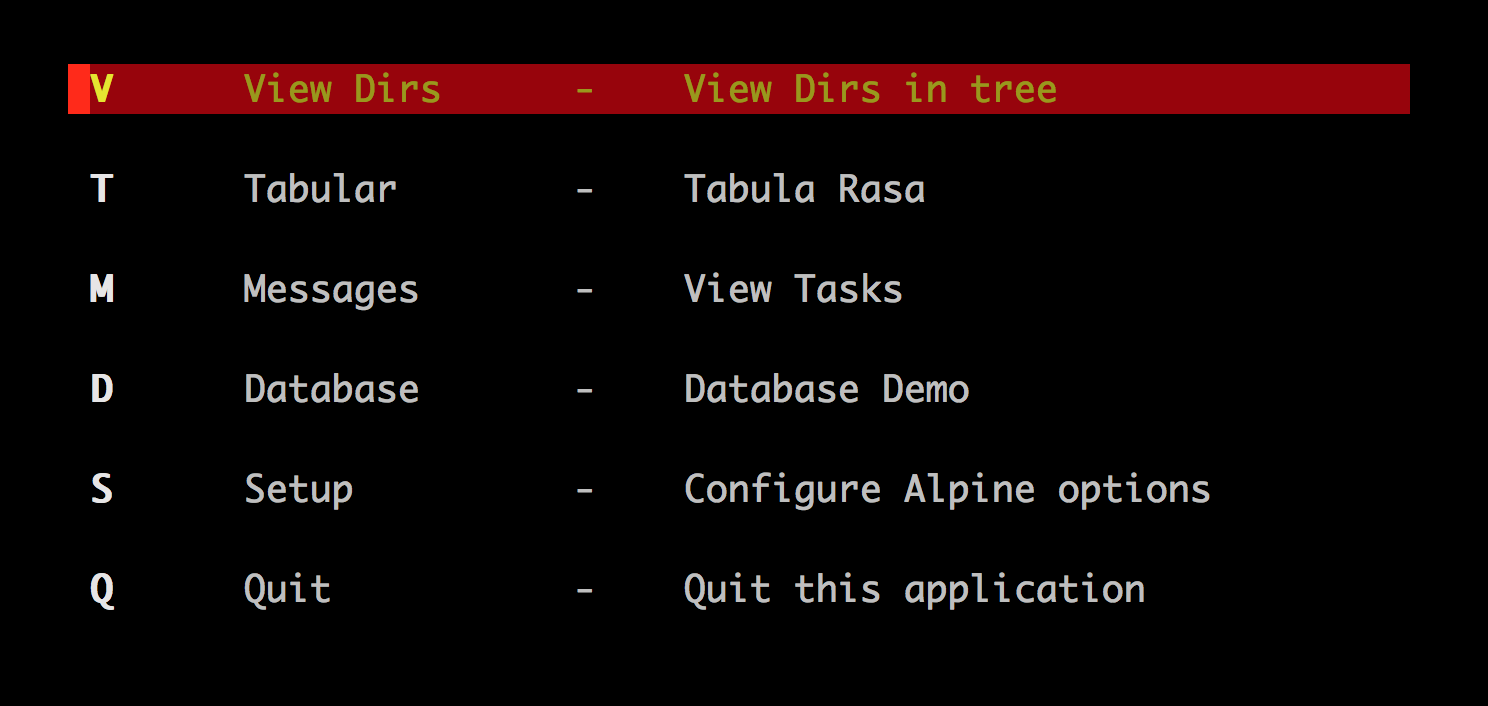 V View Dirs - View Dirs in tree
T Tabular - Tabula Rasa
M Messages - View Tasks
D Database - Database Demo
S Setup - Configure Alpine options
Q Quit - Quit this application